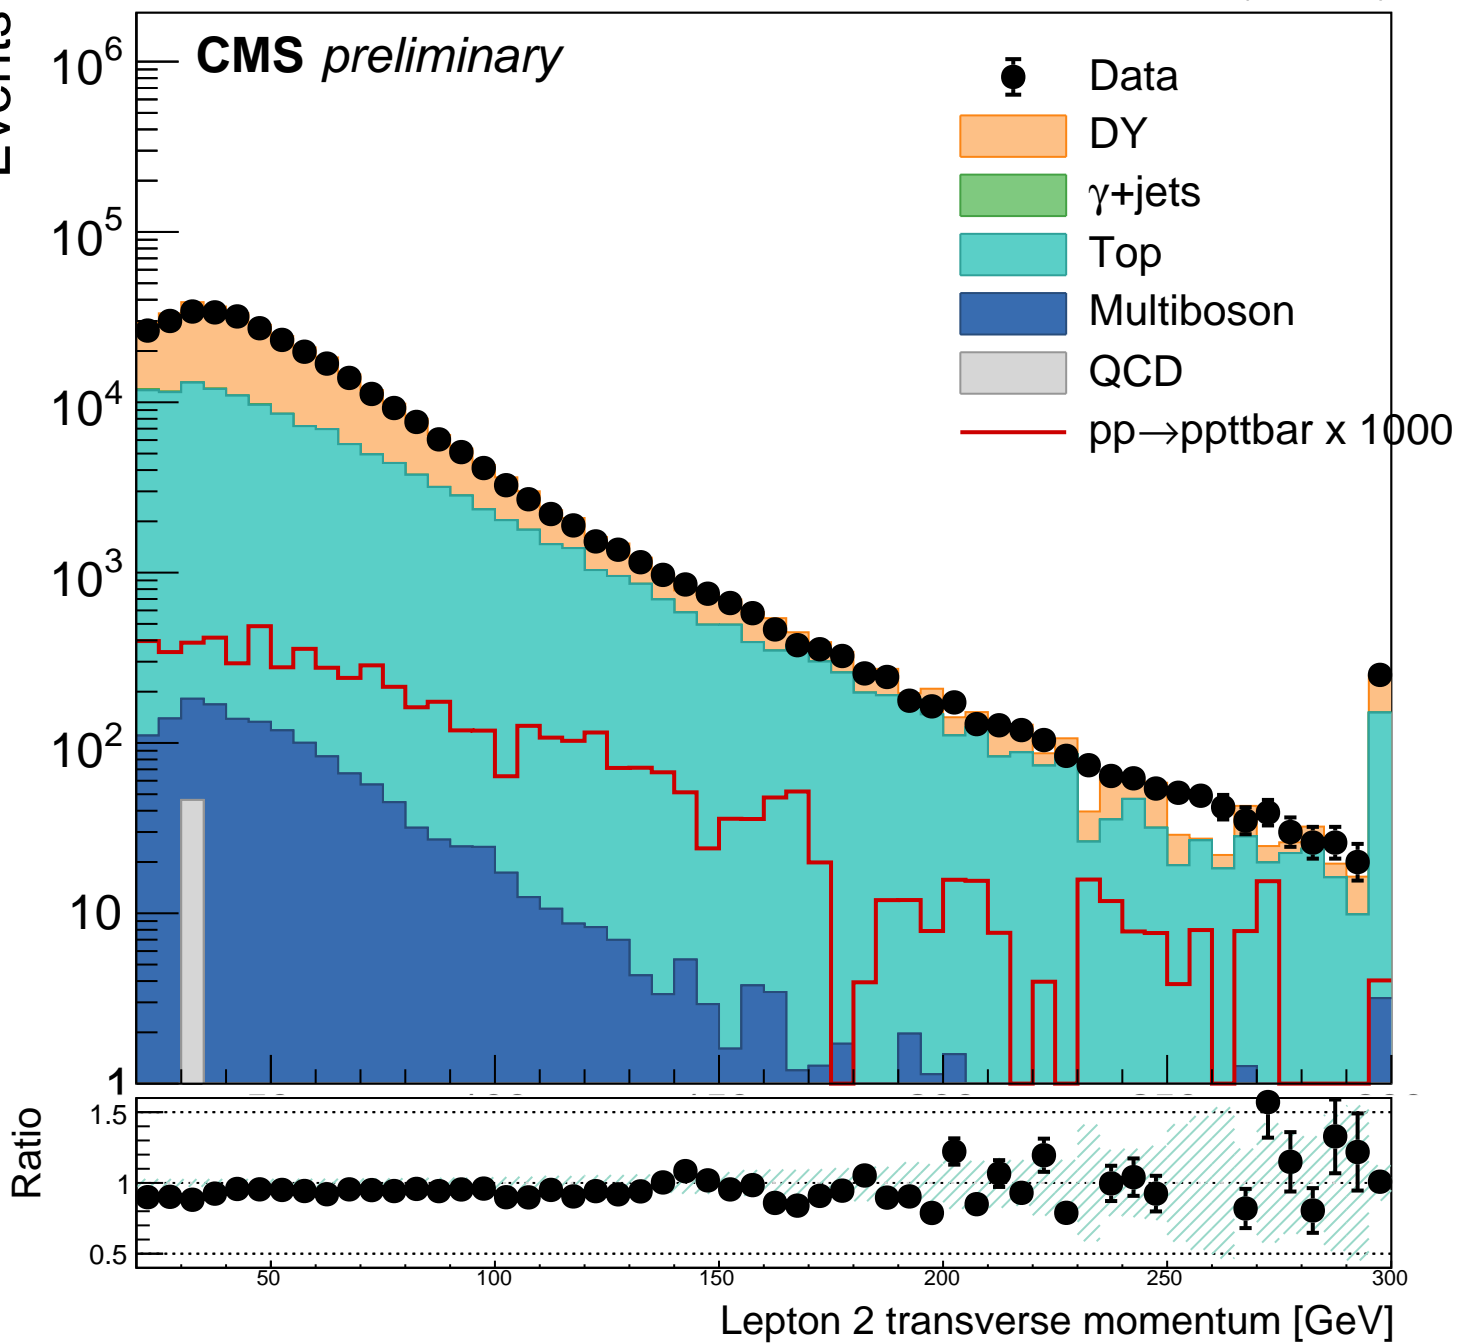 Events
CMS preliminary
10^6
10^5
10^4
10^3
10^2
10
1
Data
DY
γ+jets
Top
Multiboson
QCD
pp→ppttbar x 1000
Ratio
1.5
1
0.5
50 100 150 200 250 300
Lepton 2 transverse momentum [GeV]